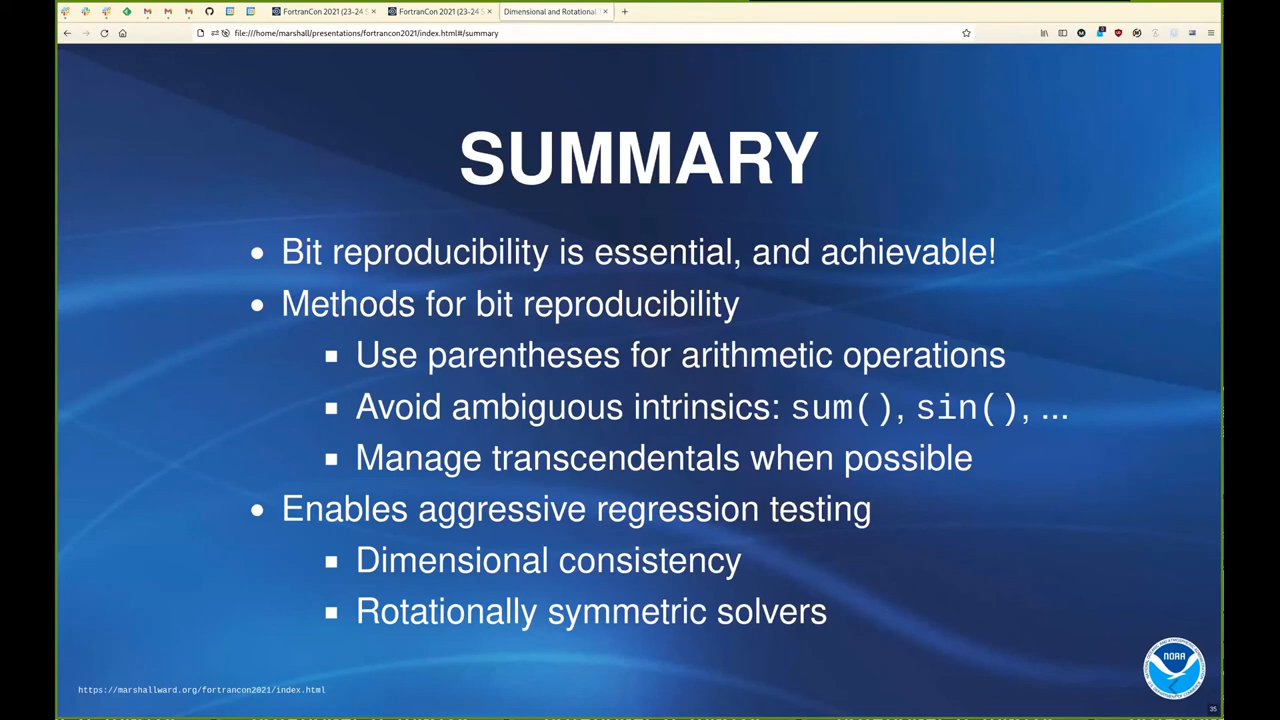 FortranCon 2021 (23-24 S
FortranCon 2021 (23-24 S
Dimensional and Rotational
file:///home/marshall/presentations/fortrancon2021/index.html#/summary
SUMMARY
• Bit reproducibility is essential, and achievable!
• Methods for bit reproducibility
▪ Use parentheses for arithmetic operations
▪ Avoid ambiguous intrinsics: sum(), sin(), ...
▪ Manage transcendentals when possible
• Enables aggressive regression testing
▪ Dimensional consistency
▪ Rotationally symmetric solvers
NOAA
https://marshallward.org/fortrancon2021/index.html
35